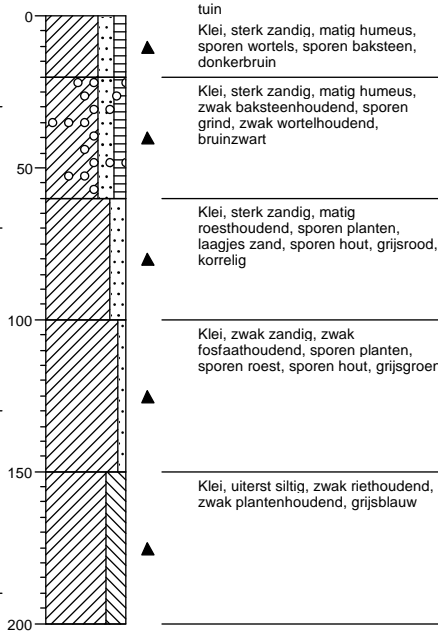 tuin
0
Klei, sterk zandig, matig humeus,
sporen wortels, sporen baksteen,
donkerbruin
Klei, sterk zandig, matig humeus,
zwak baksteenhoudend, sporen
grind, zwak wortelhoudend,
bruinzwart
50
Klei, sterk zandig, matig
roesthoudend, sporen planten,
laagjes zand, sporen hout, grijsrood,
korrelig
100
Klei, zwak zandig, zwak
fosfaathoudend, sporen planten,
sporen roest, sporen hout, grijsgroen
150
Klei, uiterst siltig, zwak riethoudend,
zwak plantenhoudend, grijsblauw
200